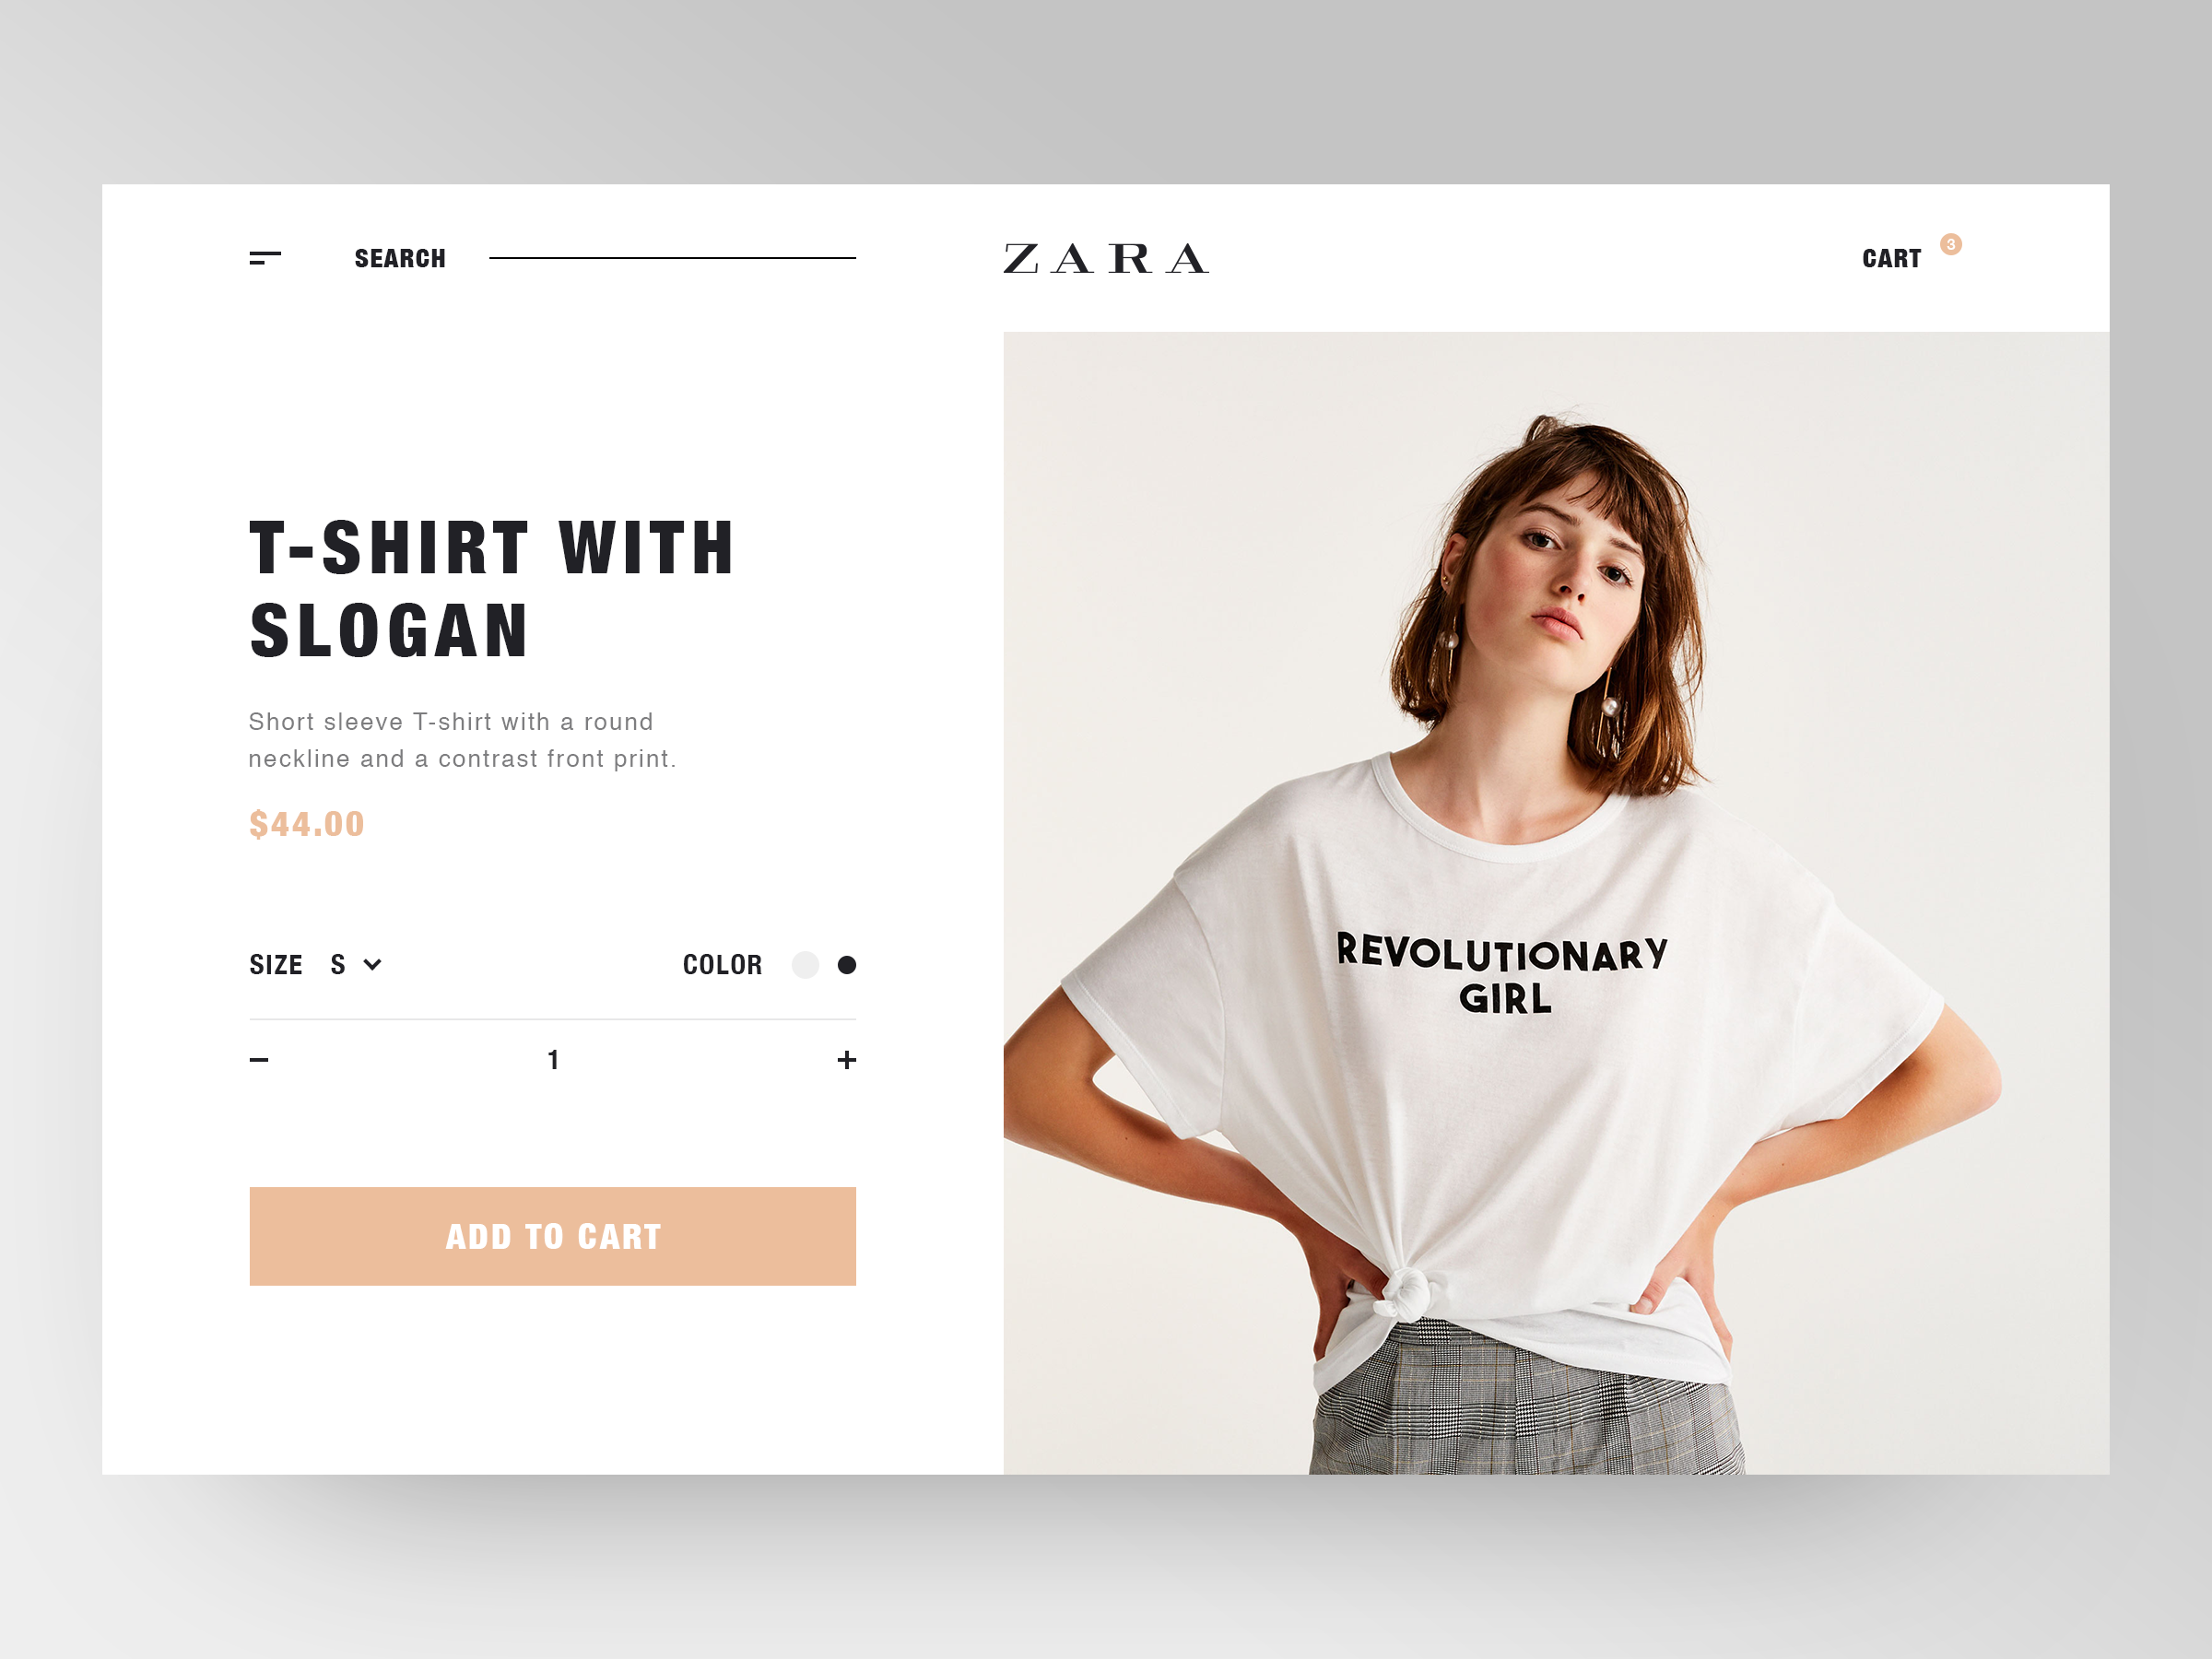 SEARCH
ZARA
CART 3
T-SHIRT WITH
SLOGAN
Short sleeve T-shirt with a round
neckline and a contrast front print.
$44.00
SIZE S
COLOR
1
ADD TO CART
REVOLUTIONARY
GIRL